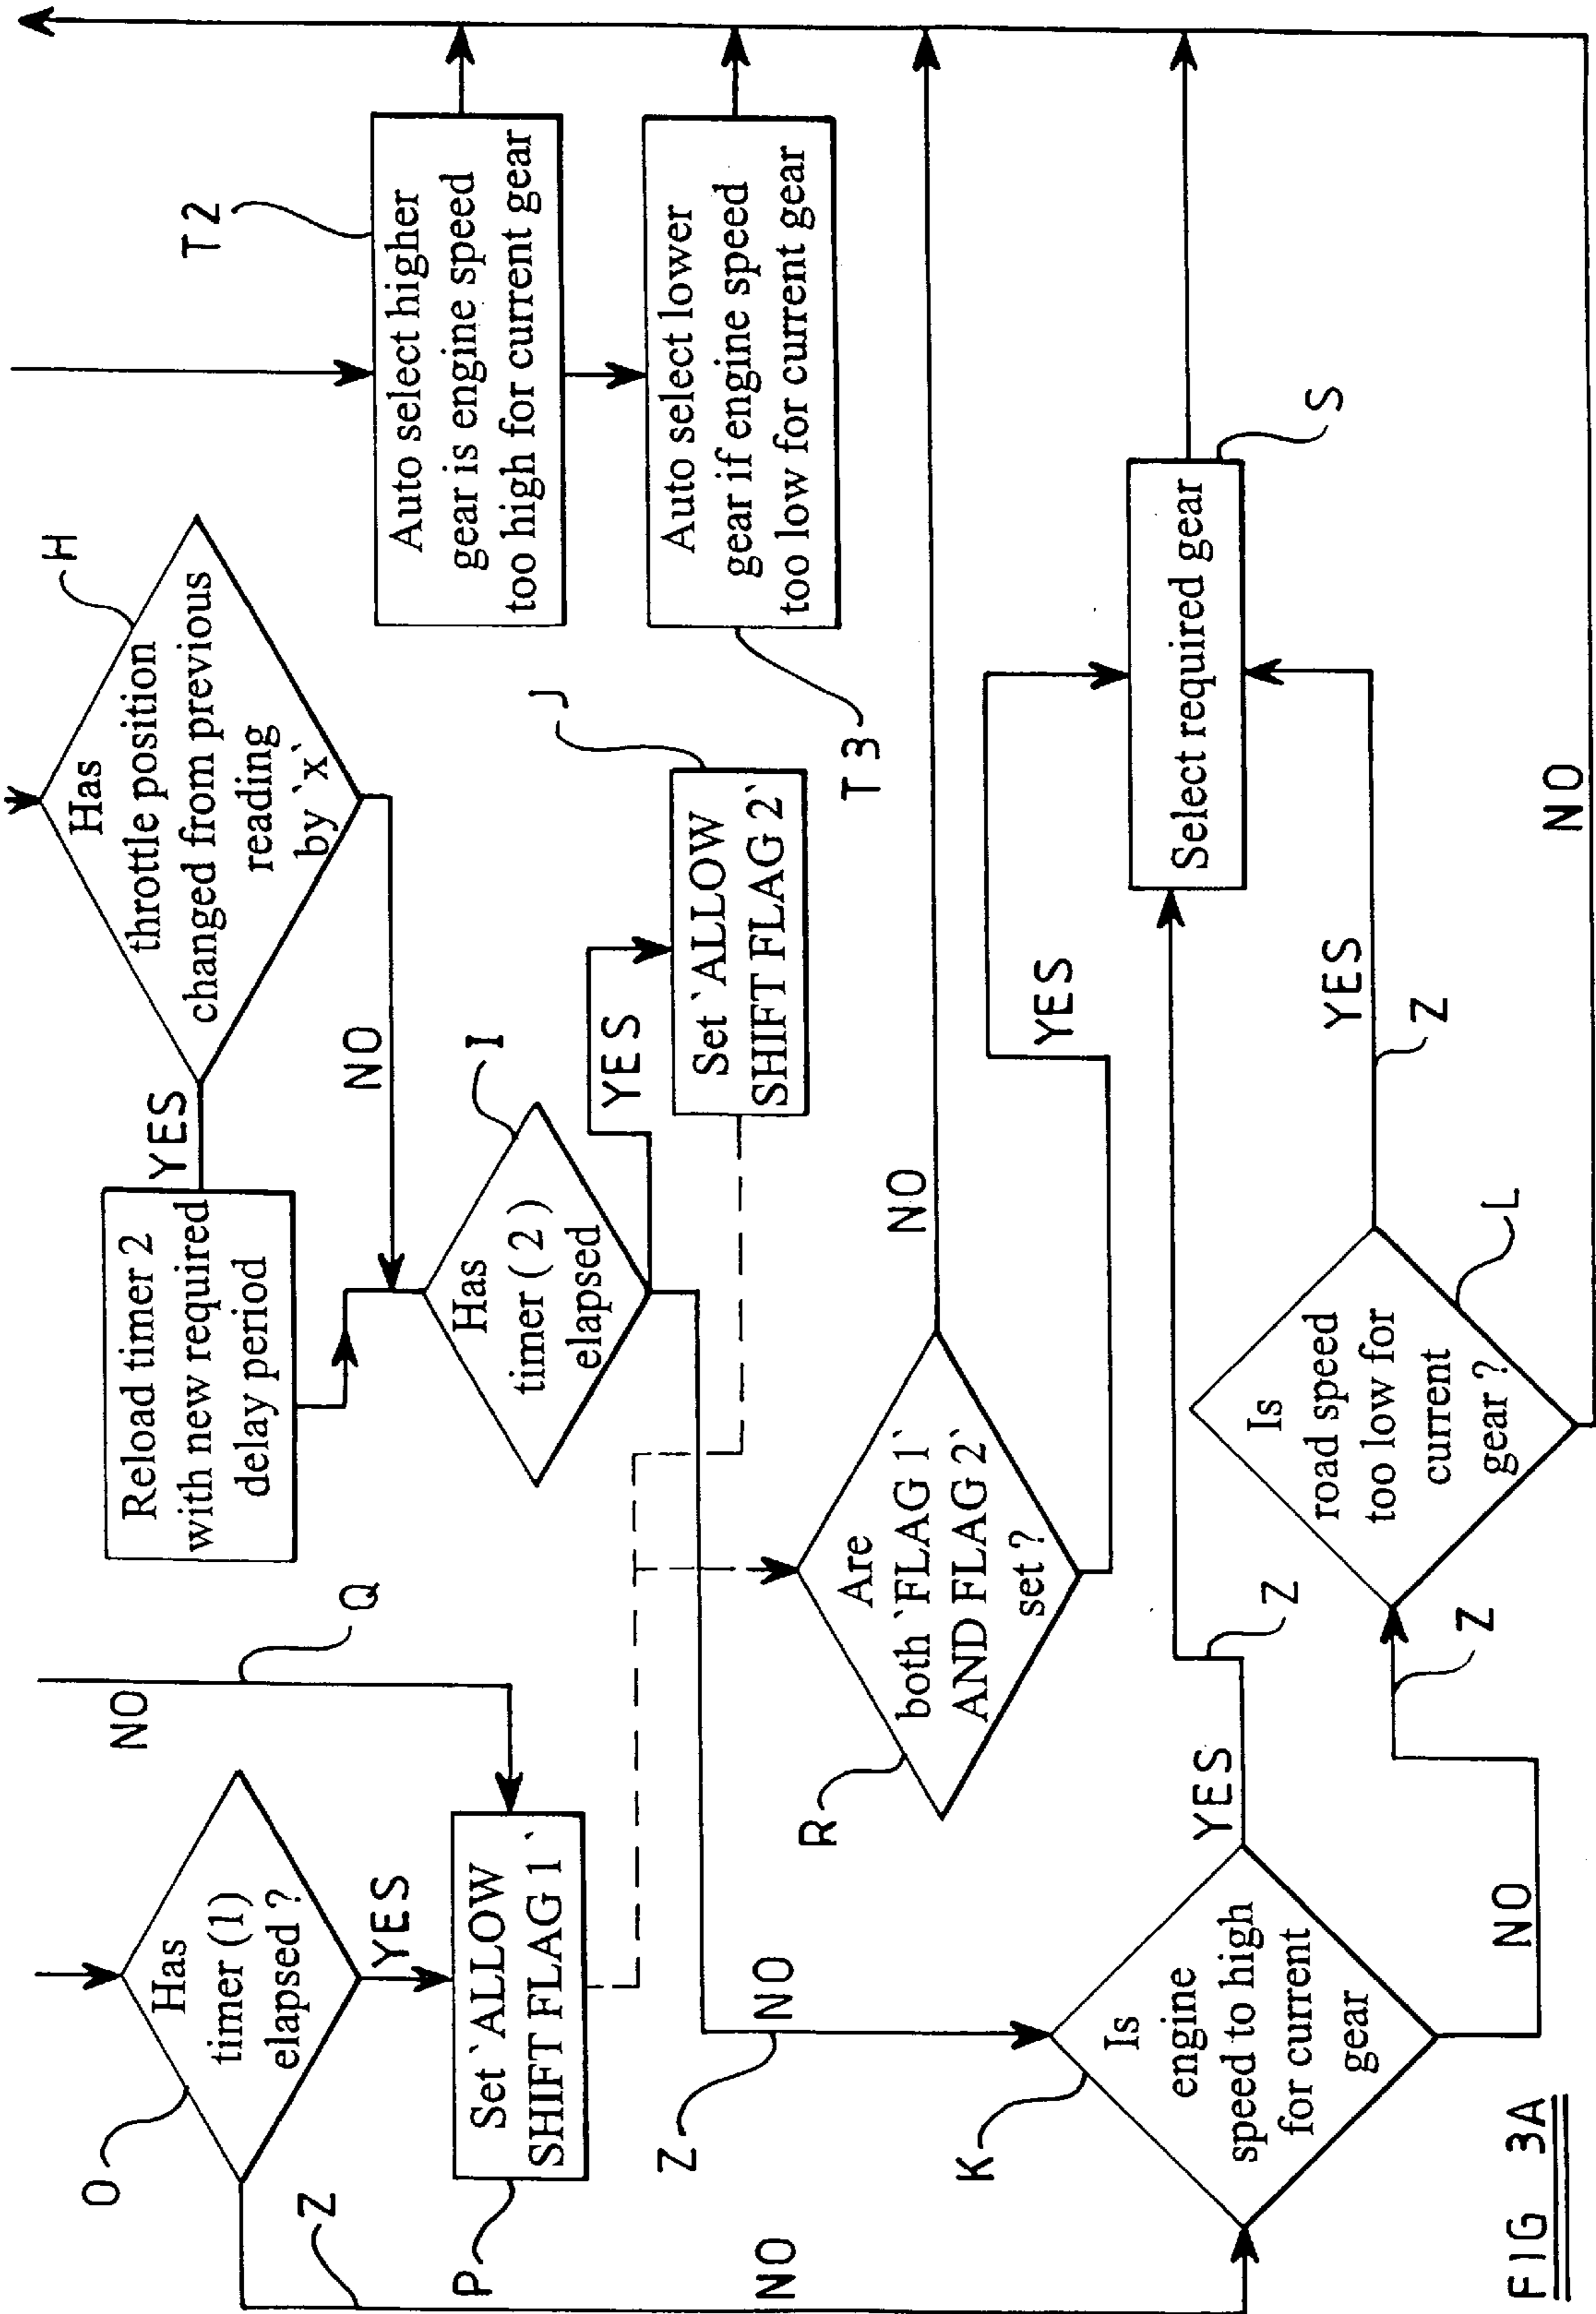 O
Has
timer (1)
elapsed ?
YES
NO
Q
P
Set `ALLOW
SHIFT FLAG 1`
Z
NO
Reload timer 2
with new required
delay period
YES
H
Has
throttle position
changed from previous
reading
by `x`
NO
I
Has
timer ( 2 )
elapsed
YES
J
Set `ALLOW
SHIFT FLAG 2`
T2
Auto select higher
gear is engine speed
too high for current gear
T3
Auto select lower
gear if engine speed
too low for current gear
Z
NO
R
Are
both `FLAG 1`
AND FLAG 2`
set ?
NO
YES
K
Is
engine
speed to high
for current
gear
YES
Z
NO
Z
L
Is
road speed
too low for
current
gear ?
YES
Z
NO
S
Select required gear
FIG 3A